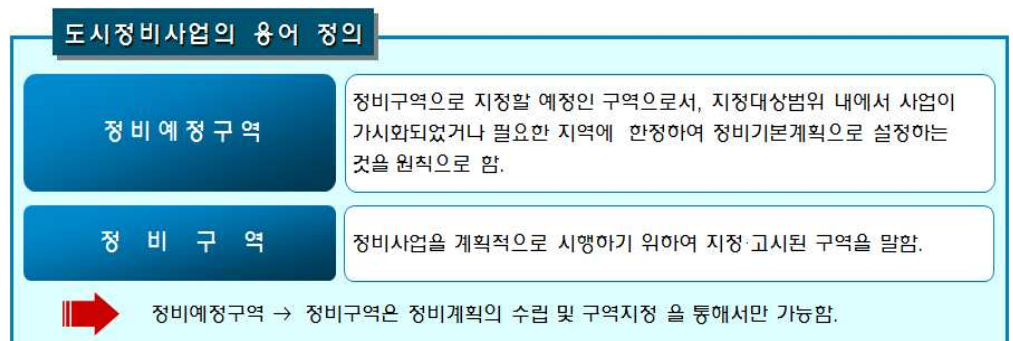 도시정비사업의 용어 정의
정비예정구역
정비구역으로 지정할 예정인 구역으로서, 지정대상범위 내에서 사업이
가시화되었거나 필요한 지역에 한정하여 정비기본계획으로 설정하는
것을 원칙으로 함.
정 비 구 역
정비사업을 계획적으로 시행하기 위하여 지정·고시된 구역을 말함.
정비예정구역 → 정비구역은 정비계획의 수립 및 구역지정 을 통해서만 가능함.